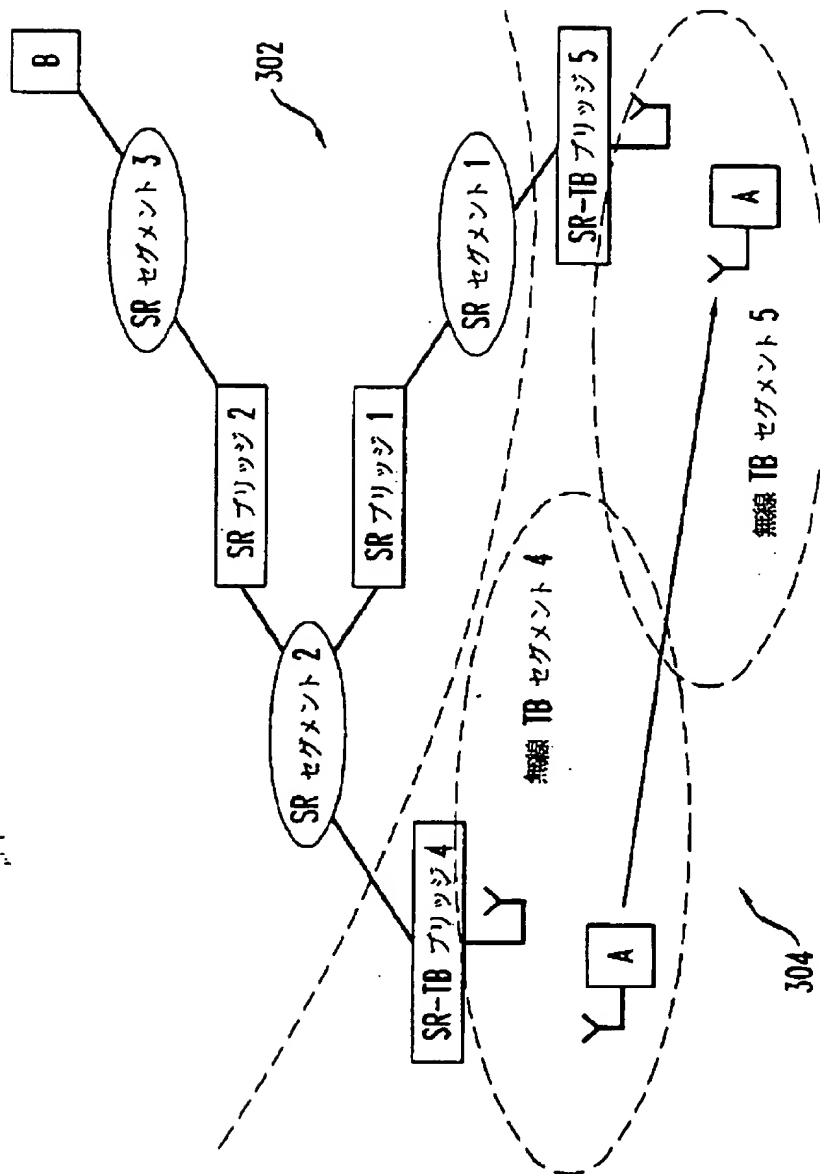 B
302
SR セグメント 3
SR ブリッジ 2
SR セグメント 2
SR ブリッジ 1
SR セグメント 1
SR-TB ブリッジ 4
SR-TB ブリッジ 5
無線 TB セグメント 4
無線 TB セグメント 5
A
A
304